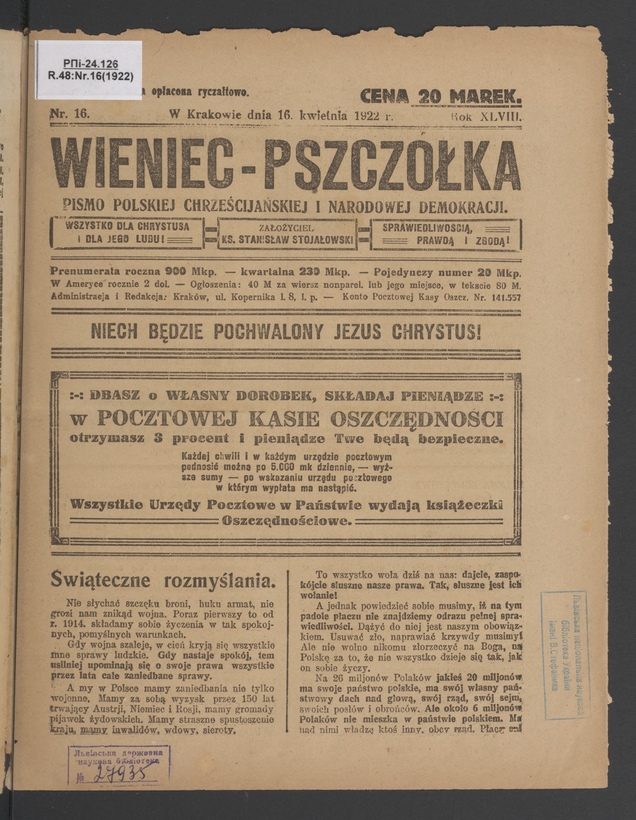 РПі-24.126
R.48:Nr.16(1922)
opłacona ryczałtowo.
CENA 20 MAREK.
Nr. 16.
W Krakowie dnia 16. kwietnia 1922 r.
Rok XLVIII.
WIENIEC-PSZCZÓŁKA
PISMO POLSKIEJ CHRZEŚCIJAŃSKIEJ I NARODOWEJ DEMOKRACJI.
WSZYSTKO DLA CHRYSTUSA
I DLA JEGO LUDU!
ZAŁOŻYCIEL
KS. STANISŁAW STOJAŁOWSKI
SPRAWIEDLIWOŚCIĄ,
PRAWDĄ I ZGODĄ!
Prenumerata roczna 900 Mkp. — kwartalna 230 Mkp. — Pojedynczy numer 20 Mkp.
W Ameryce rocznie 2 dol. — Ogłoszenia: 40 M za wiersz nonparel. lub jego miejsce, w tekscie 80 M.
Administracja i Redakcja: Kraków, ul. Kopernika l. 8, I. p. — Konto Pocztowej Kasy Oszcz. Nr. 141.557
NIECH BĘDZIE POCHWALONY JEZUS CHRYSTUS!
:-: DBASZ o WŁASNY DOROBEK, SKŁADAJ PIENIĄDZE :-:
w POCZTOWEJ KASIE OSZCZĘDNOŚCI
otrzymasz 3 procent i pieniądze Twe będą bezpieczne.
Każdej chwili i w każdym urzędzie pocztowym
podnosić można po 5.000 mk dziennie, — wyż-
sze sumy — po wskazaniu urzędu pocztowego
w którym wypłata ma nastąpić.
Wszystkie Urzędy Pocztowe w Państwie wydają książeczki
Oszczędnościowe.
Świąteczne rozmyślania.
Nie słychać szczęku broni, huku armat, nie
grozi nam znikąd wojna. Poraz pierwszy to od
r. 1914. składamy sobie życzenia w tak spokoj-
nych, pomyślnych warunkach.
Gdy wojna szaleje, w cień kryją się wszystkie
inne sprawy ludzkie. Gdy nastaje spokój, tem
usilniej upominają się o swoje prawa wszystkie
przez lata całe zaniedbane sprawy.
A my w Polsce mamy zaniedbania nie tylko
wojenne. Mamy za sobą wyzysk przez 150 lat
trwający Austrji, Niemiec i Rosji, mamy gromady
pijawek żydowskich. Mamy straszne spustoszenie
kraju, mamy inwalidów, wdowy, sieroty.
To wszystko woła dziś na nas: dajcie, zaspo-
kójcie słuszne nasze prawa. Tak, słuszne jest ich
wołanie!
A jednak powiedzieć sobie musimy, iż na tym
padole płaczu nie znajdziemy odrazu pełnej spra-
wiedliwości. Dążyć do niej jest naszym obowiąz-
kiem. Usuwać zło, naprawiać krzywdy musimy!
Ale nie wolno nikomu złorzeczyć na Boga, na
Polskę za to, że nie wszystko dzieje się tak, jak
on sobie życzy.
Na 26 miljonów Polaków jakieś 20 miljonów
ma swoje państwo polskie, ma swój własny pań-
stwowy dach nad głową, swój rząd, swój sejm,
swoich posłów i obrońców. Ale około 6 miljonów
Polaków nie mieszka w państwie polskiem. Ma
nad nimi władzę ktoś inny, obcy rząd.
Львівська державна
наукова бібліотека
№ 27935